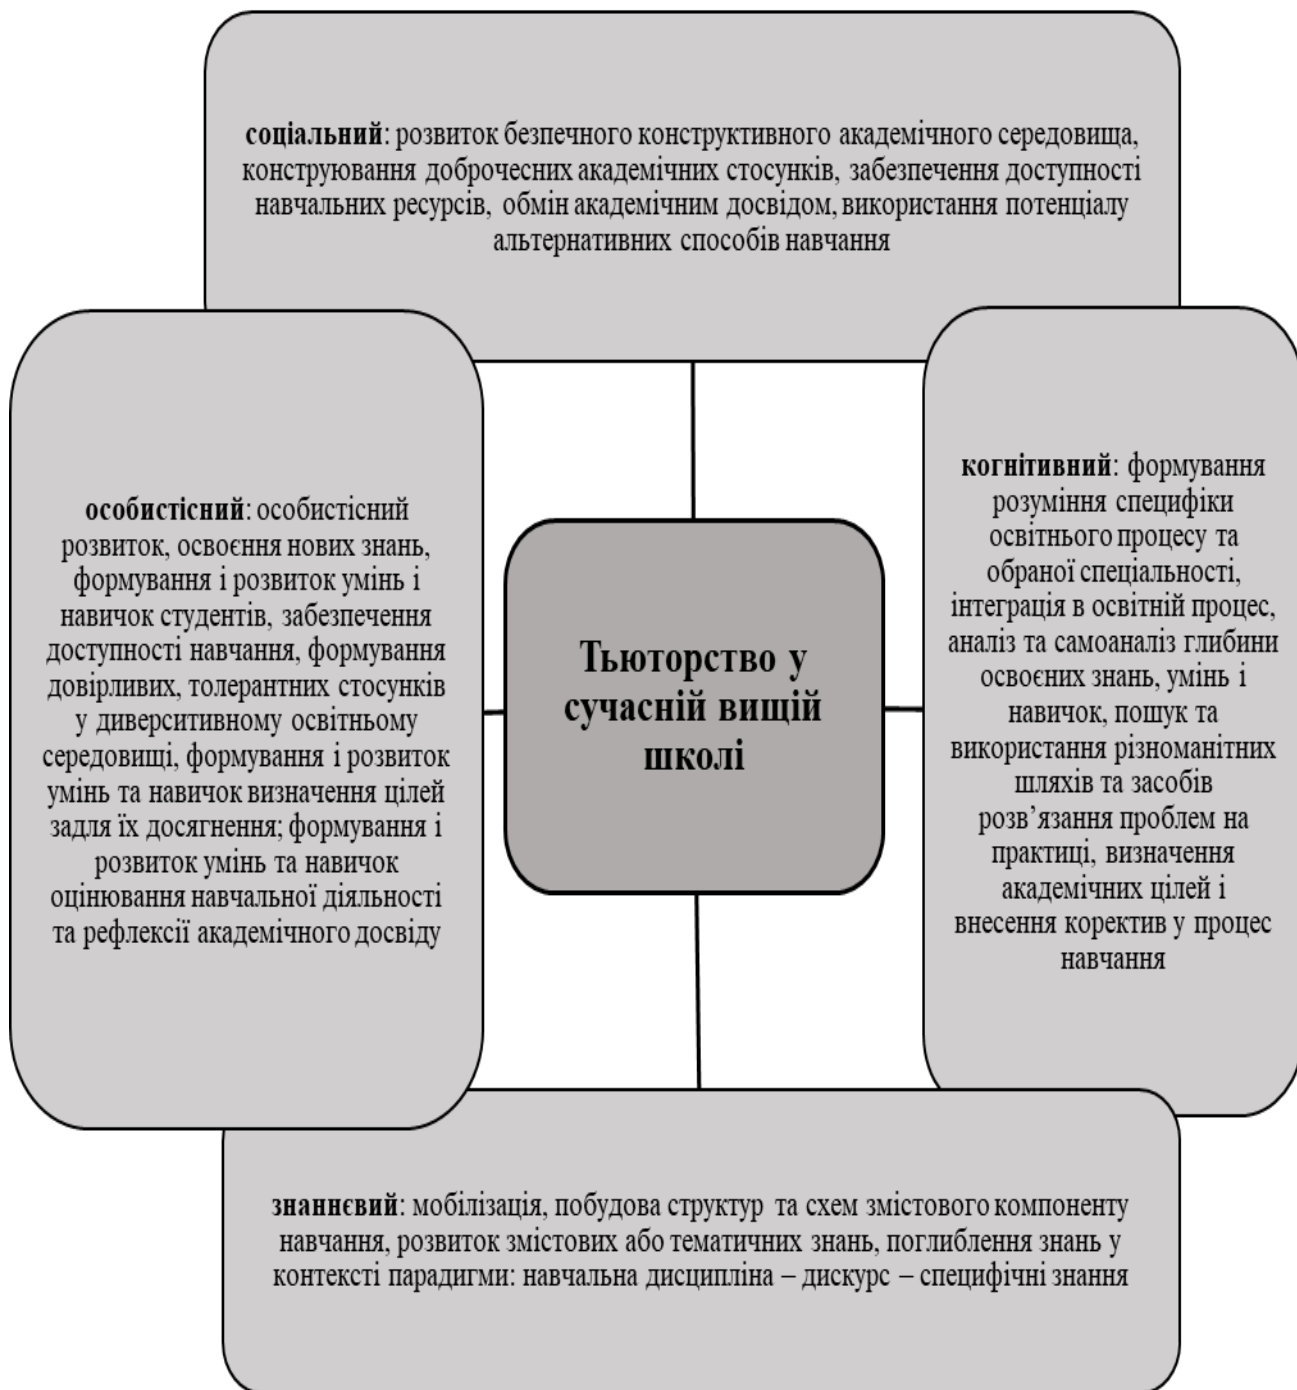 соціальний: розвиток безпечного конструктивного академічного середовища,
конструювання доброчесних академічних стосунків, забезпечення доступності
навчальних ресурсів, обмін академічним досвідом, використання потенціалу
альтернативних способів навчання
особистісний: особистісний
розвиток, освоєння нових знань,
формування і розвиток умінь і
навичок студентів, забезпечення
доступності навчання, формування
довірливих, толерантних стосунків
у диверситивному освітньому
середовищі, формування і розвиток
умінь та навичок визначення цілей
задля їх досягнення; формування і
розвиток умінь та навичок
оцінювання навчальної діяльності
та рефлексії академічного досвіду
Тьюторство у
сучасній вищій
школі
когнітивний: формування
розуміння специфіки
освітнього процесу та
обраної спеціальності,
інтеграція в освітній процес,
аналіз та самоаналіз глибини
освоєних знань, умінь і
навичок, пошук та
використання різноманітних
шляхів та засобів
розв’язання проблем на
практиці, визначення
академічних цілей і
внесення коректив у процес
навчання
знаннєвий: мобілізація, побудова структур та схем змістового компоненту
навчання, розвиток змістових або тематичних знань, поглиблення знань у
контексті парадигми: навчальна дисципліна – дискурс – специфічні знання